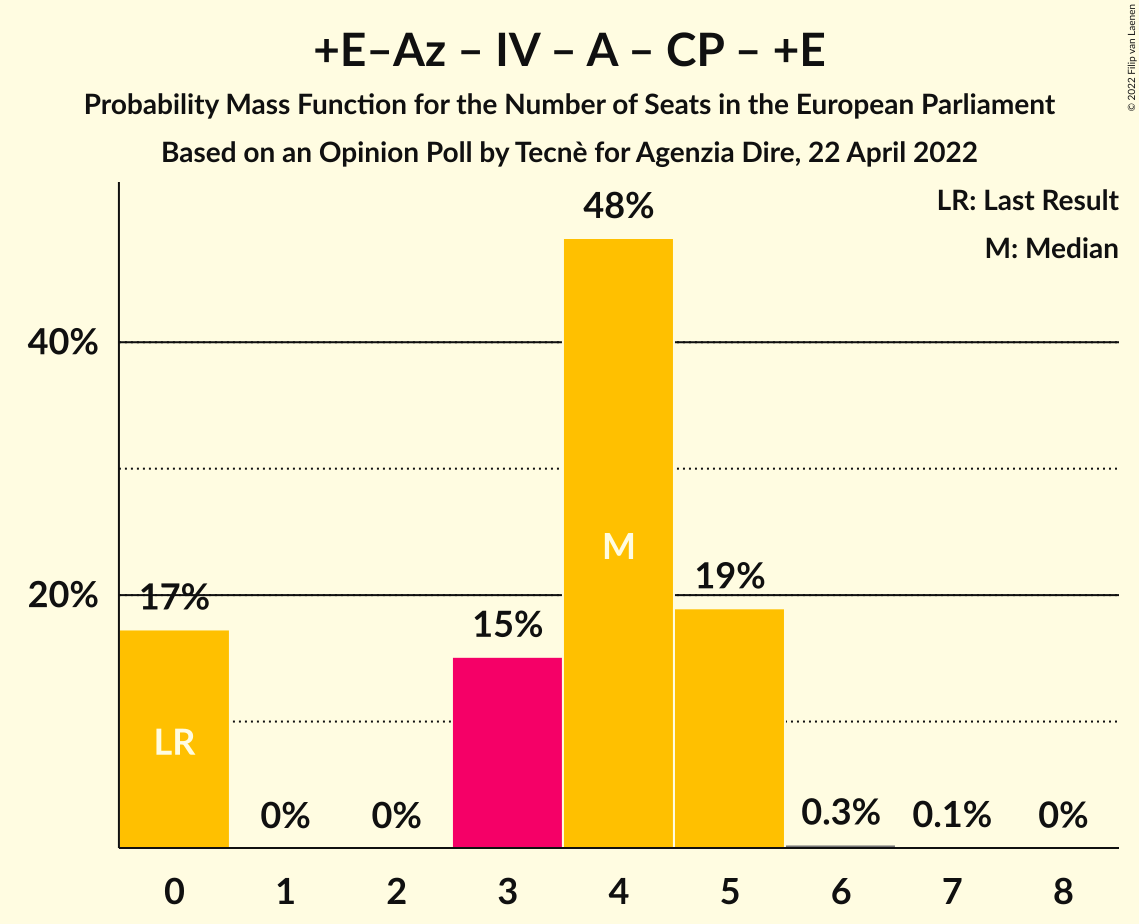 +E–Az – IV – A – CP – +E
Probability Mass Function for the Number of Seats in the European Parliament
Based on an Opinion Poll by Tecnè for Agenzia Dire, 22 April 2022
© 2022 Filip van Laenen
LR: Last Result
M: Median
48%
40%
M
20%
17%
19%
15%
LR
0%
0%
0.3%
0.1%
0%
0 1 2 3 4 5 6 7 8